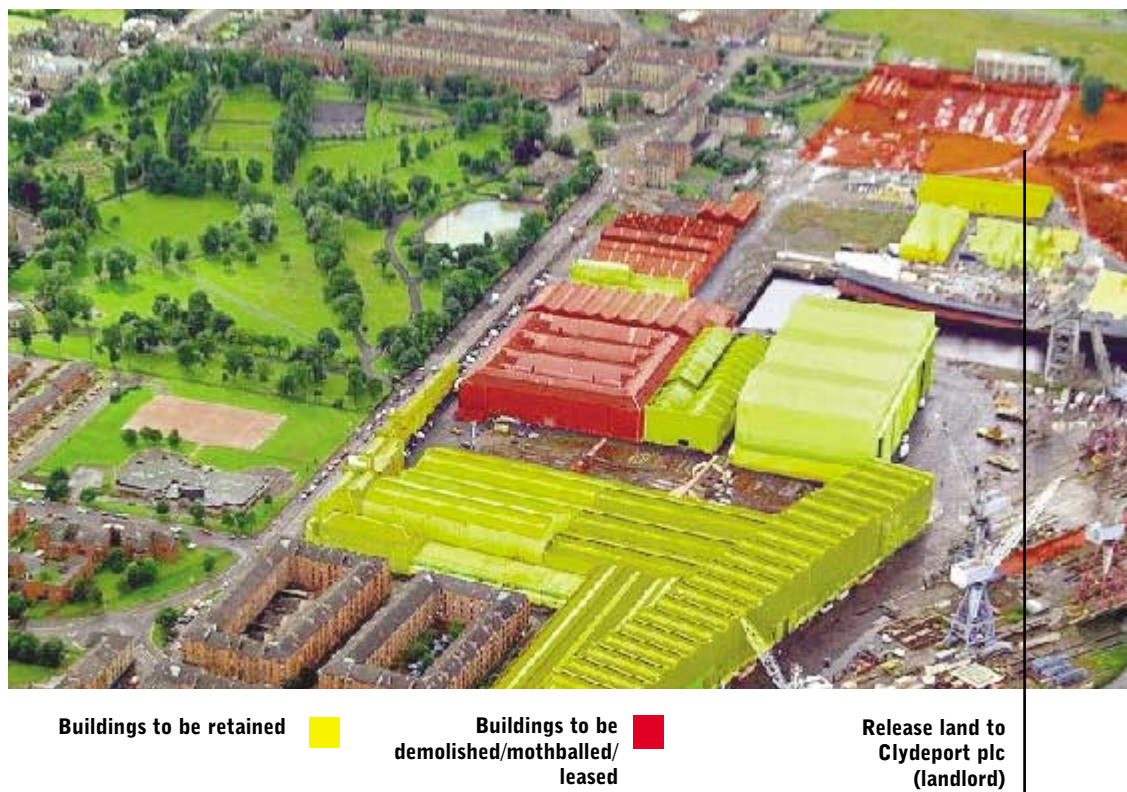 Buildings to be retained
Buildings to be
demolished/mothballed/
leased
Release land to
Clydeport plc
(landlord)